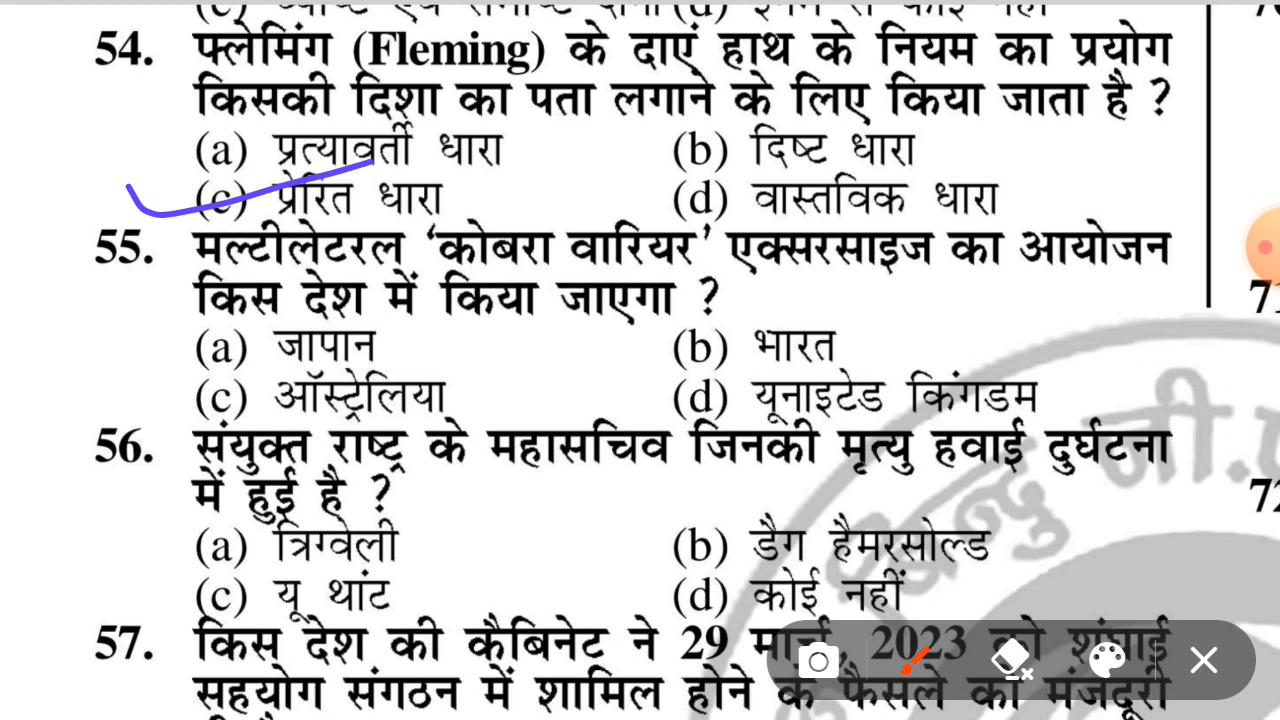 54. फ्लेमिंग (Fleming) के दाएं हाथ के नियम का प्रयोग
किसकी दिशा का पता लगाने के लिए किया जाता है ?
(a) प्रत्यावर्ती धारा (b) दिष्ट धारा
(c) प्रेरित धारा (d) वास्तविक धारा
55. मल्टीलेटरल ‘कोबरा वारियर’ एक्सरसाइज का आयोजन
किस देश में किया जाएगा ?
(a) जापान (b) भारत
(c) ऑस्ट्रेलिया (d) यूनाइटेड किंगडम
56. संयुक्त राष्ट्र के महासचिव जिनकी मृत्यु हवाई दुर्घटना
में हुई है ?
(a) त्रिग्वेली (b) डैग हैमरसोल्ड
(c) यू थांट (d) कोई नहीं
57. किस देश की कैबिनेट ने 29 मार्च, 2023 को शंघाई
सहयोग संगठन में शामिल होने के फैसले को मंजूरी